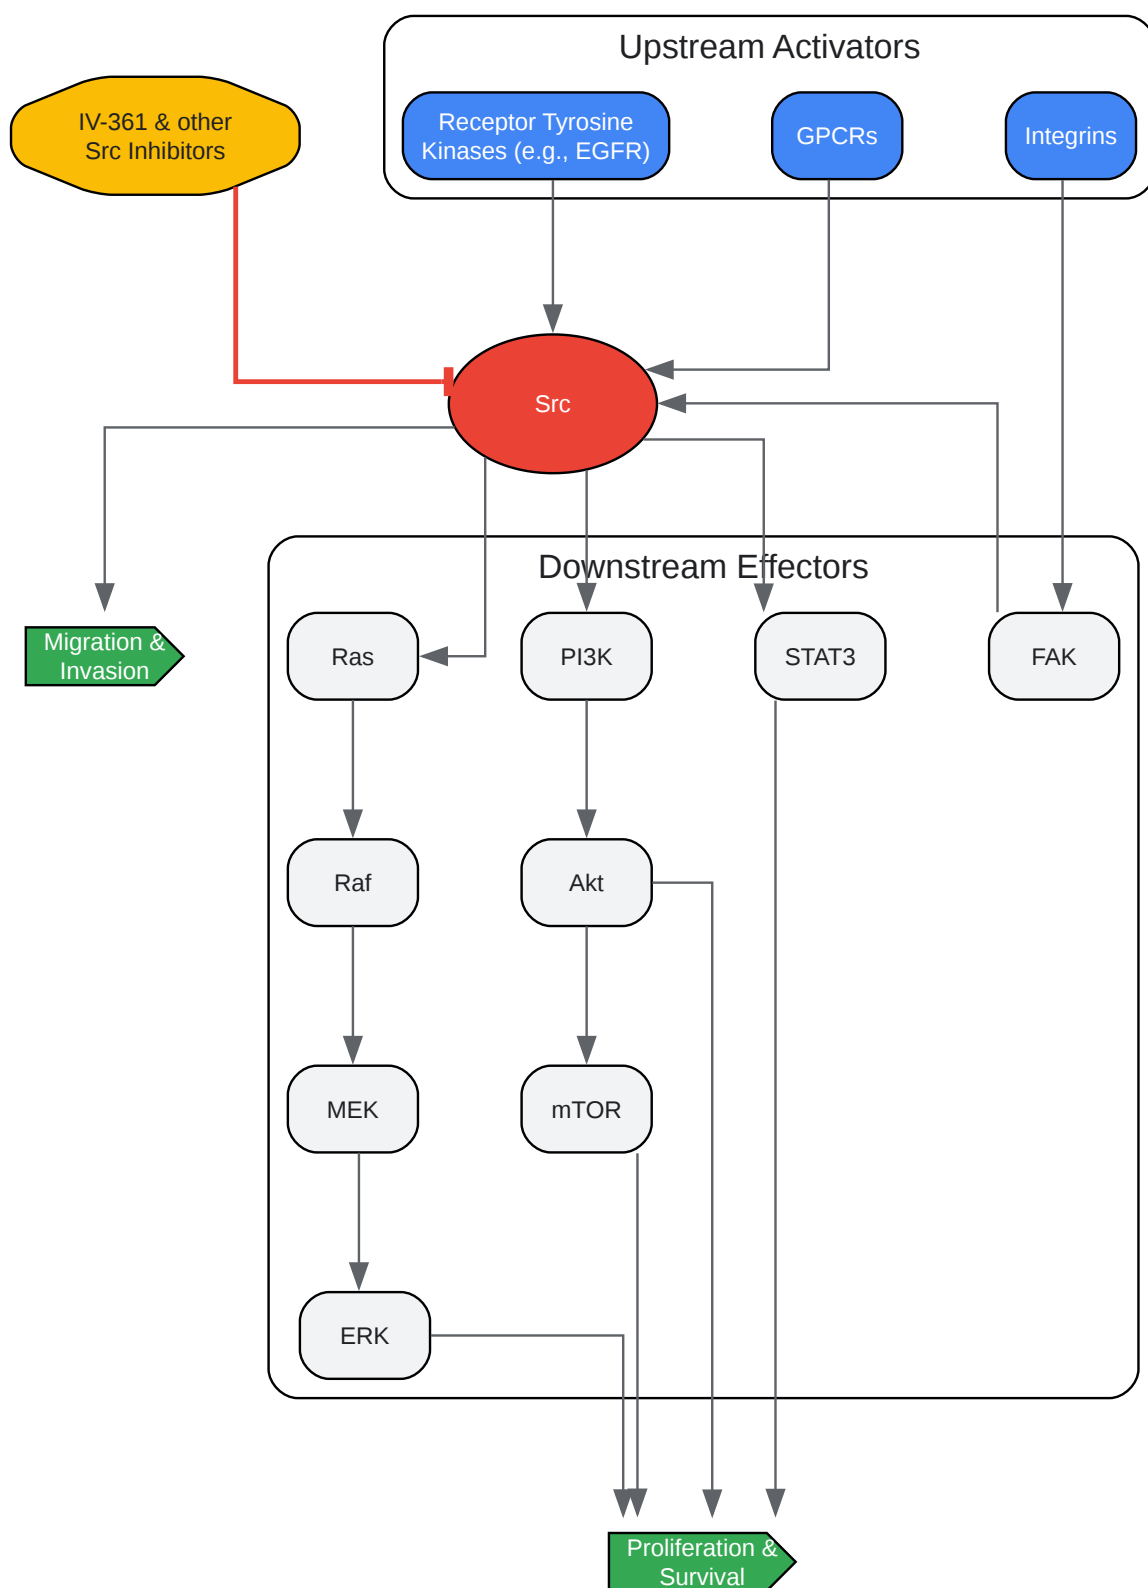 Upstream Activators
IV-361 & other
Src Inhibitors
Receptor Tyrosine
Kinases (e.g., EGFR)
GPCRs
Integrins
Src
Downstream Effectors
Migration &
Invasion
Ras
PI3K
STAT3
FAK
Raf
Akt
MEK
mTOR
ERK
Proliferation &
Survival